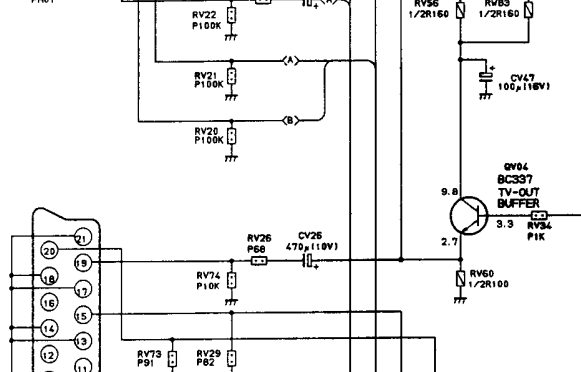 RV56
1/2R160
RW83
1/2R160
RV22
P100K
(A)
RV21
P100K
CV47
100μ(16V)
(B)
RV20
P100K
QV04
BC337
TV-OUT
BUFFER
9.8
3.3
RV34
P1K
2.7
21
20
19
RV26
P68
CV26
470μ(10V)
RV74
P10K
RV60
1/2R100
18
17
16
15
14
13
12
11
RV73
P91
RV29
P82